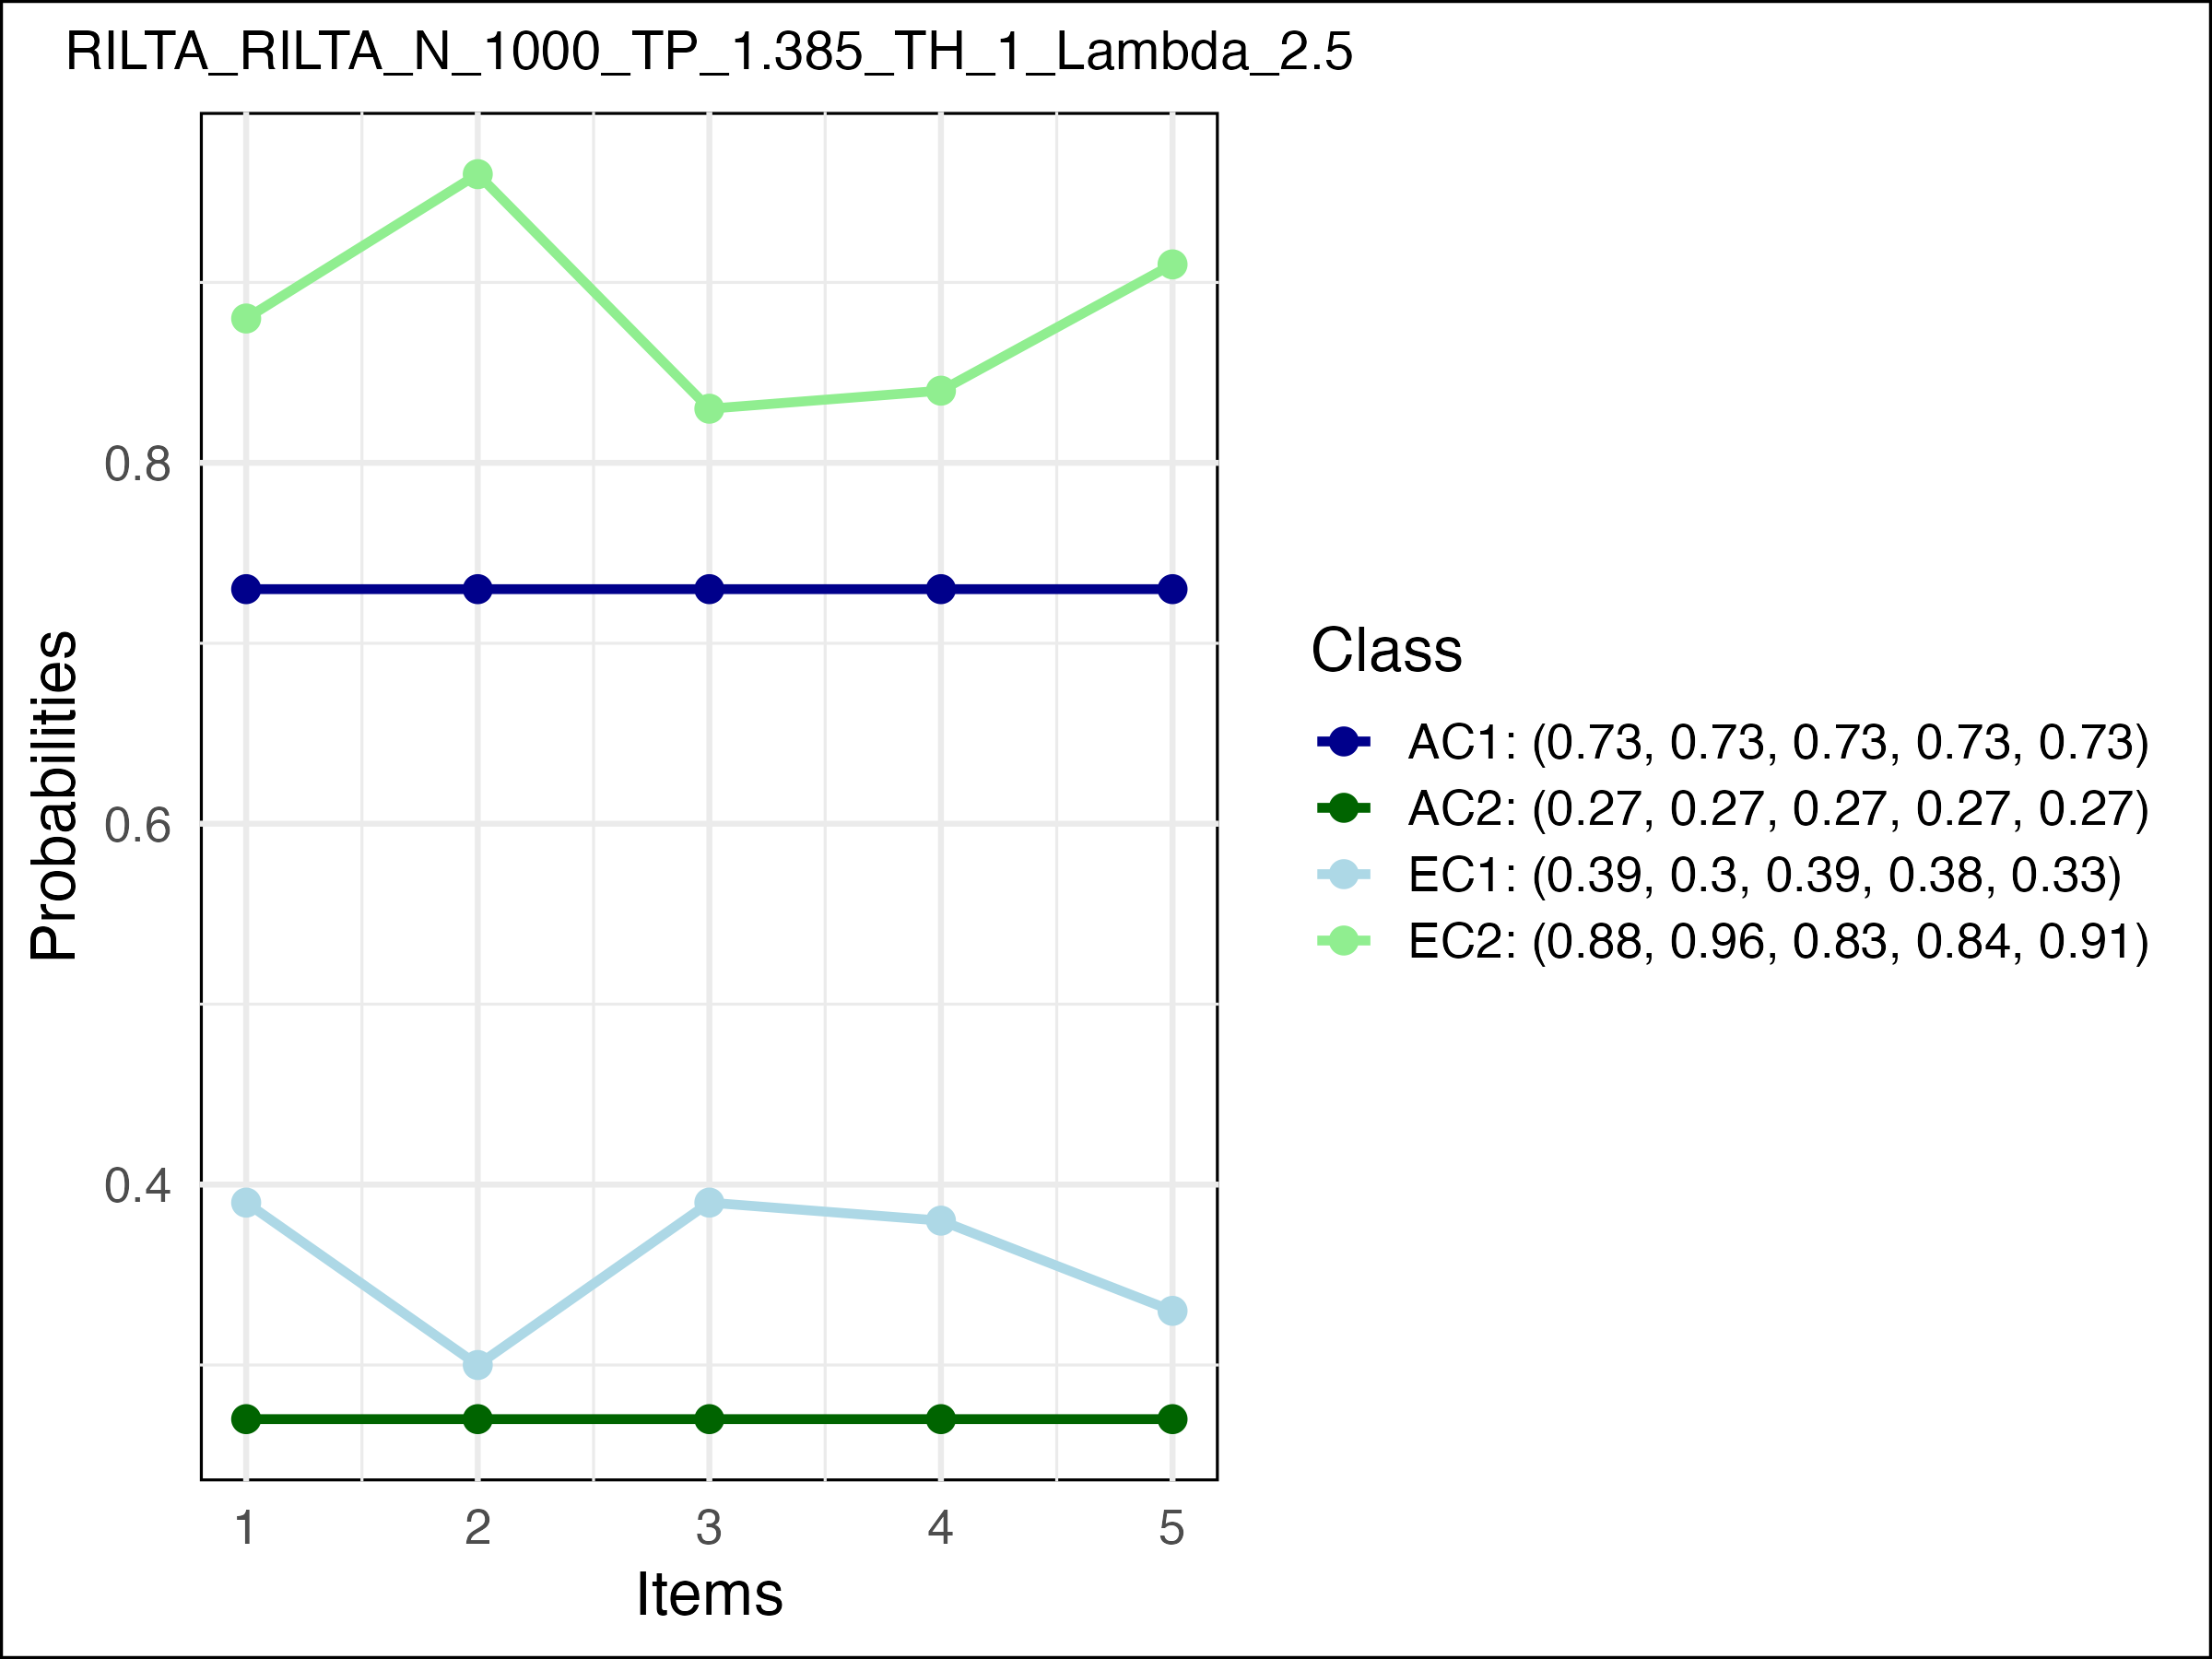 RILTA_RILTA_N_1000_TP_1.385_TH_1_Lambda_2.5
Probabilities
0.8
0.6
0.4
1 2 3 4 5
Items
Class
AC1: (0.73, 0.73, 0.73, 0.73, 0.73)
AC2: (0.27, 0.27, 0.27, 0.27, 0.27)
EC1: (0.39, 0.3, 0.39, 0.38, 0.33)
EC2: (0.88, 0.96, 0.83, 0.84, 0.91)